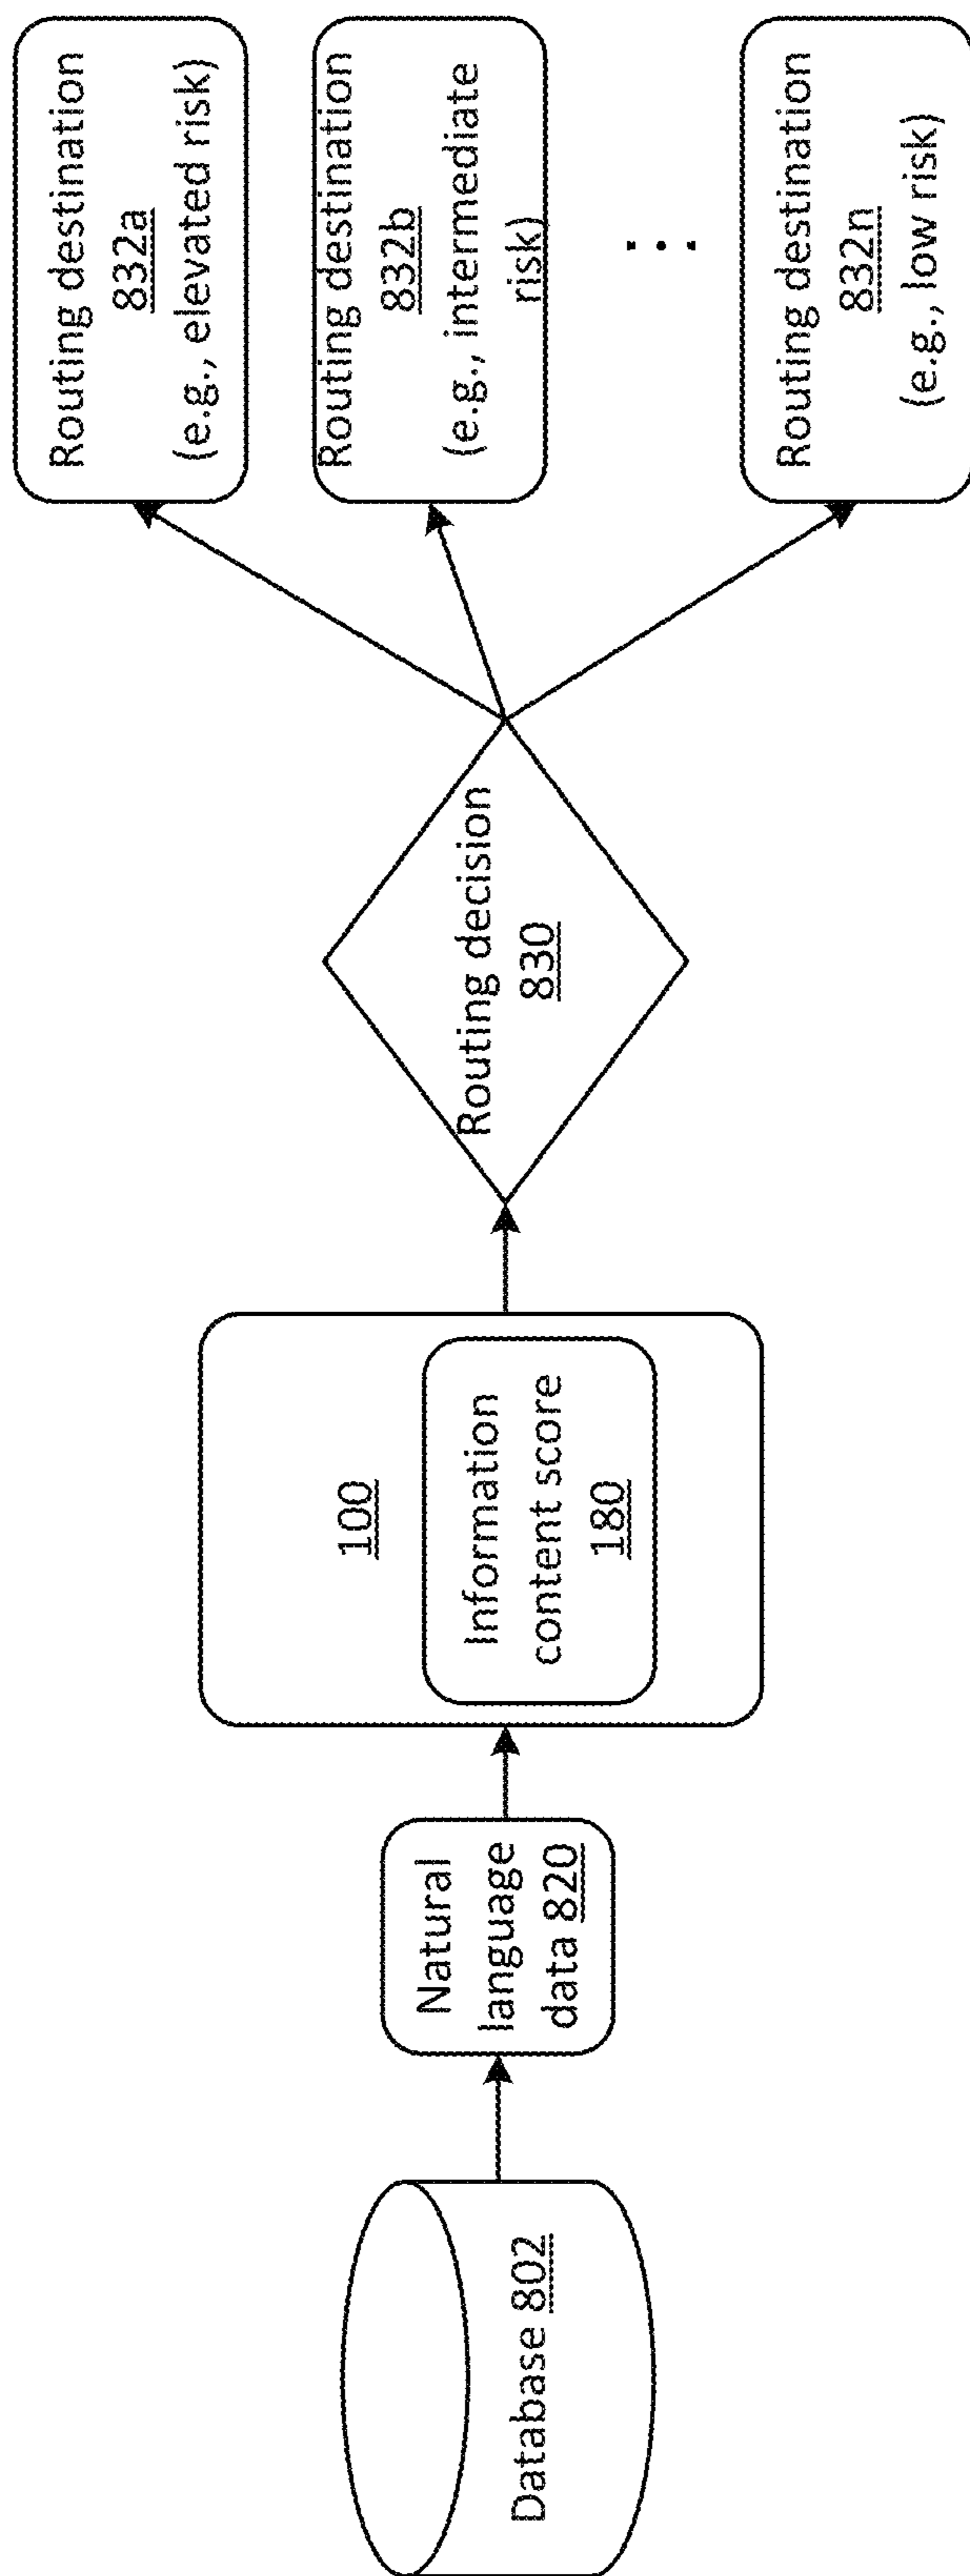 Database 802
Natural
language
data 820
100
Information
content score
180
Routing decision
830
Routing destination
832a
(e.g., elevated risk)
Routing destination
832b
(e.g., intermediate
risk)
Routing destination
832n
(e.g., low risk)